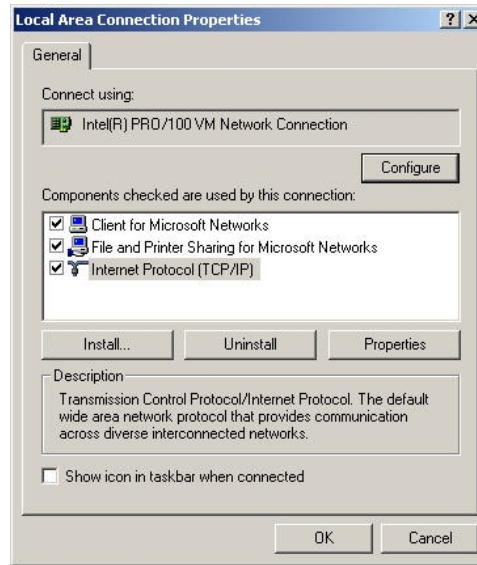 Local Area Connection Properties
General
Connect using:
Intel(R) PRO/100 VM Network Connection
Configure
Components checked are used by this connection:
Client for Microsoft Networks
File and Printer Sharing for Microsoft Networks
Internet Protocol (TCP/IP)
Install...
Uninstall
Properties
Description
Transmission Control Protocol/Internet Protocol. The default
wide area network protocol that provides communication
across diverse interconnected networks.
Show icon in taskbar when connected
OK
Cancel